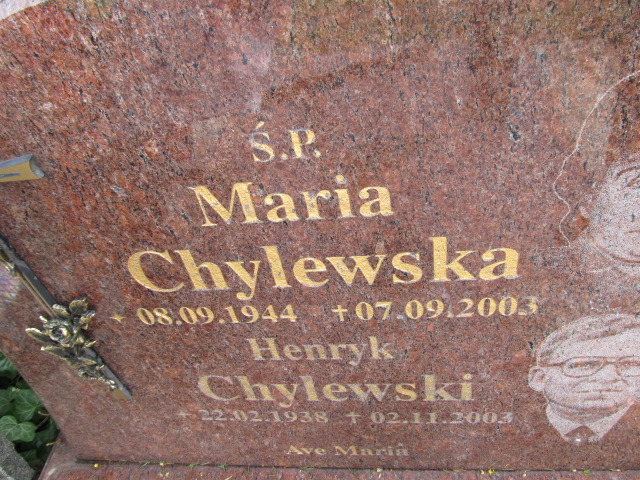 Ś.P.
Maria
Chylewska
* 08.09.1944 † 07.09.2003
Henryk
Chylewski
* 22.02.1938 † 02.11.2003
Ave Maria